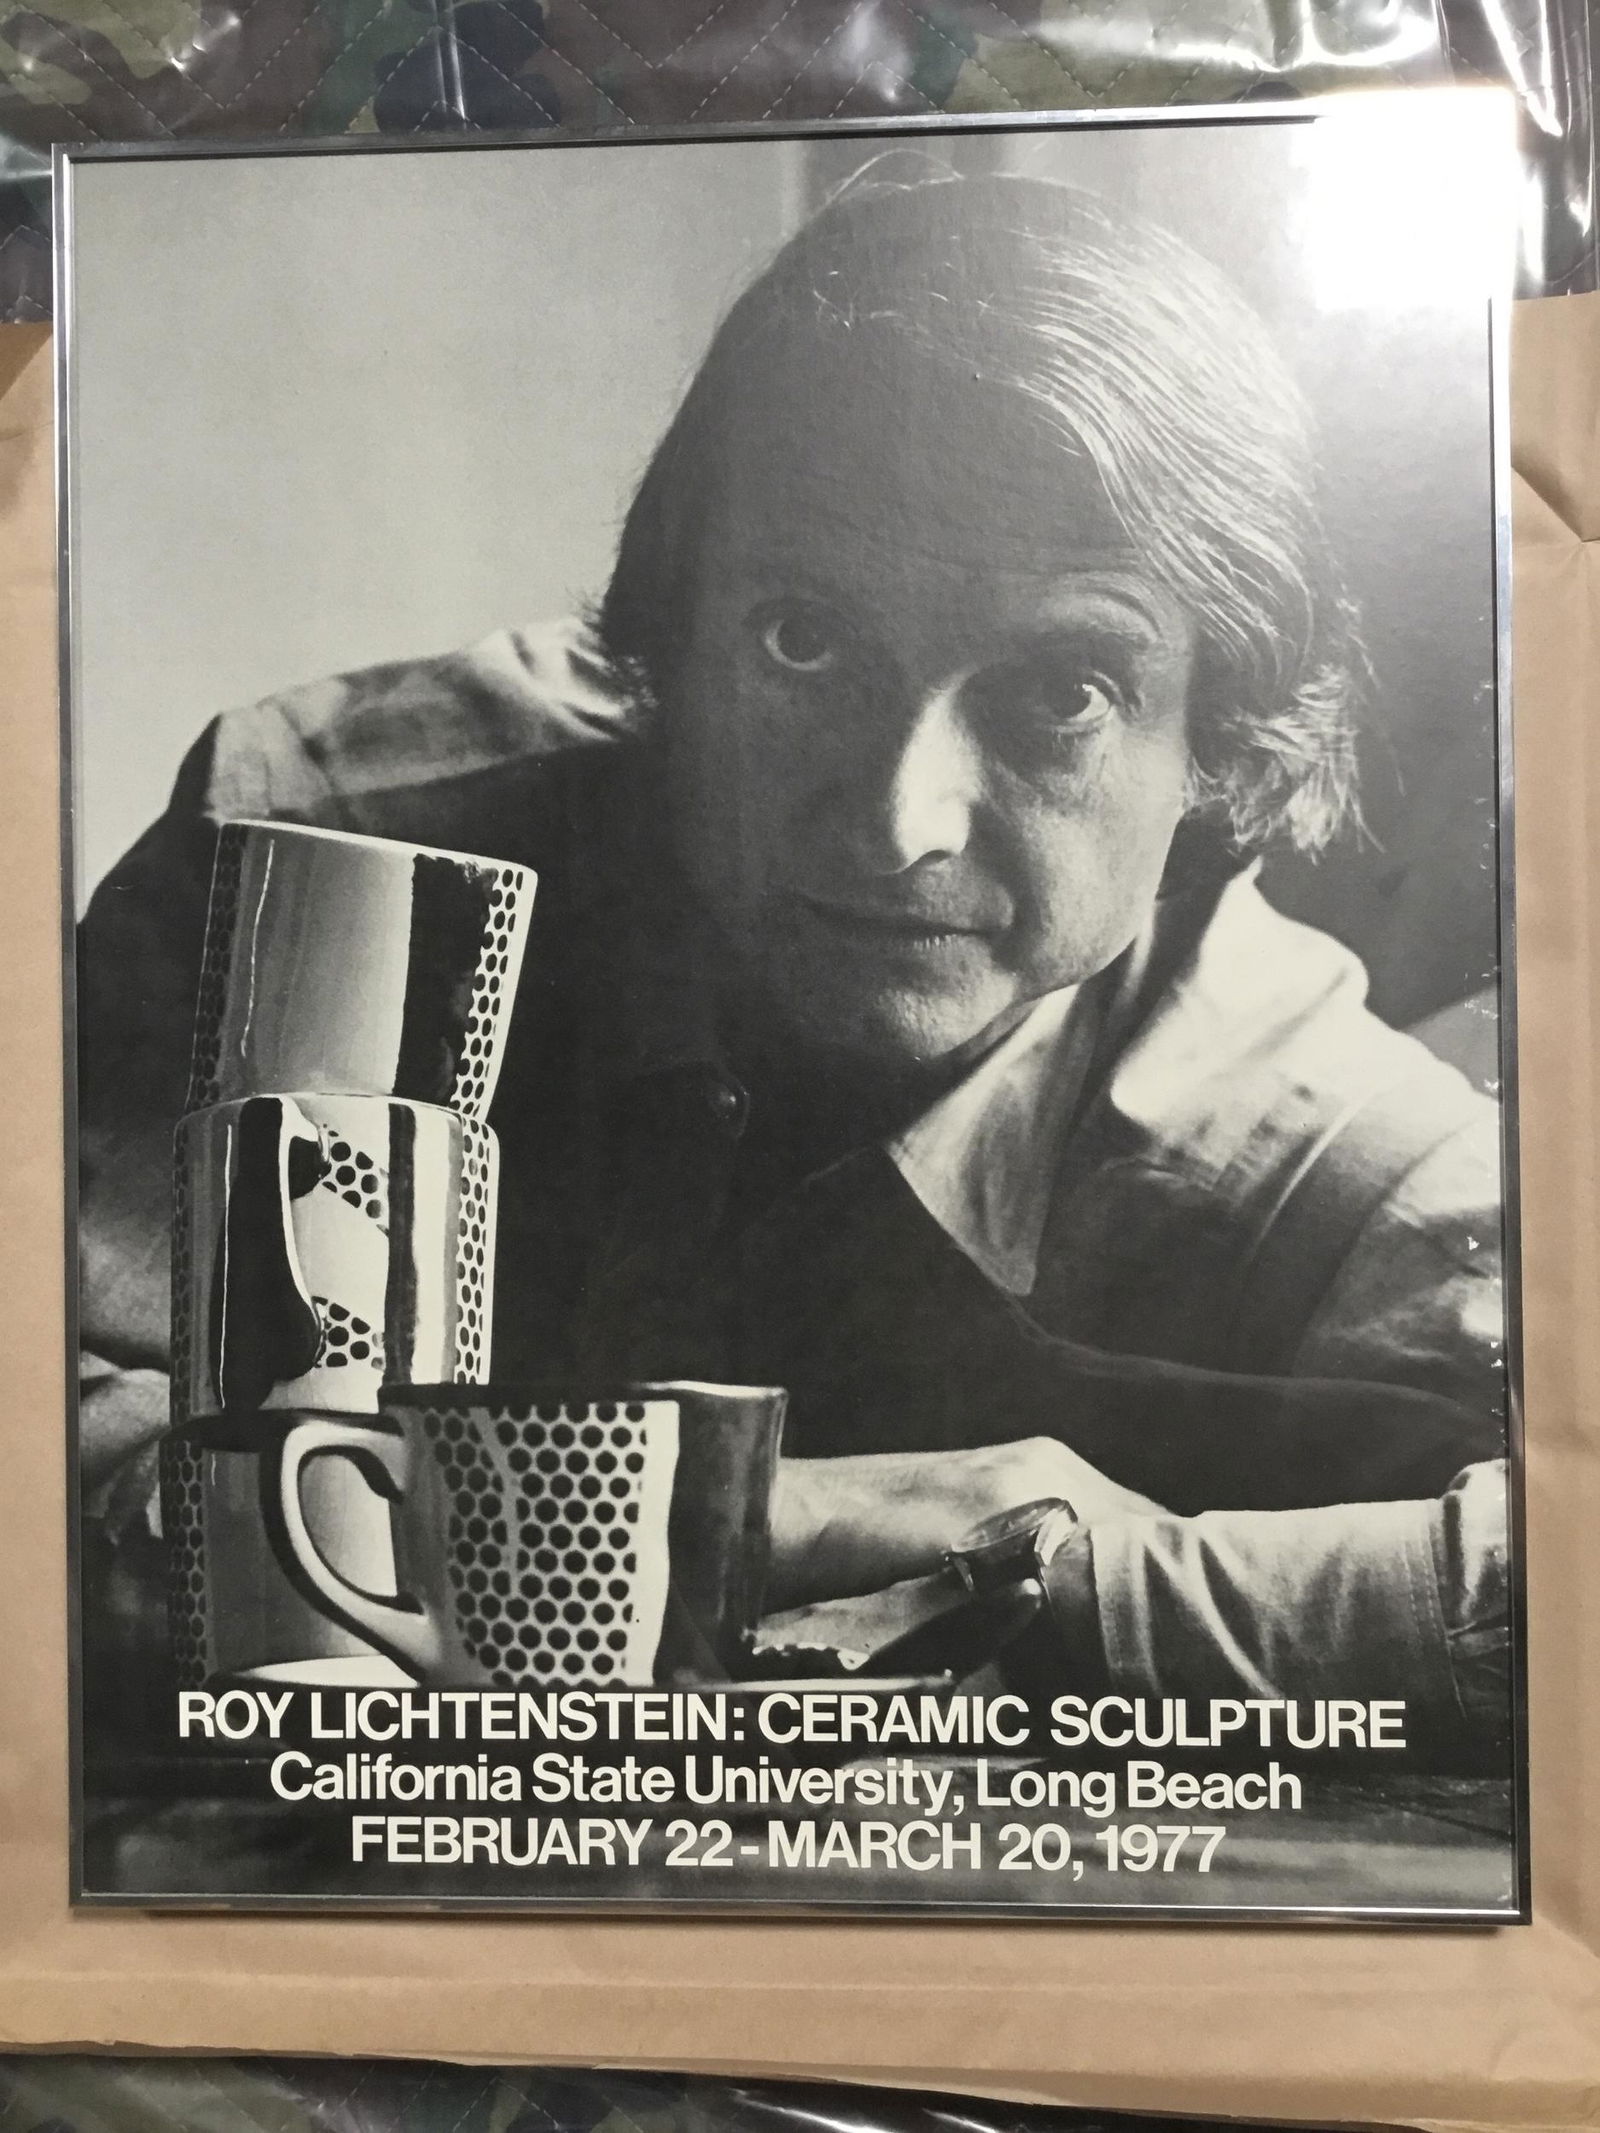 ROY LICHTENSTEIN: CERAMIC SCULPTURE
California State University, Long Beach
FEBRUARY 22-MARCH 20, 1977